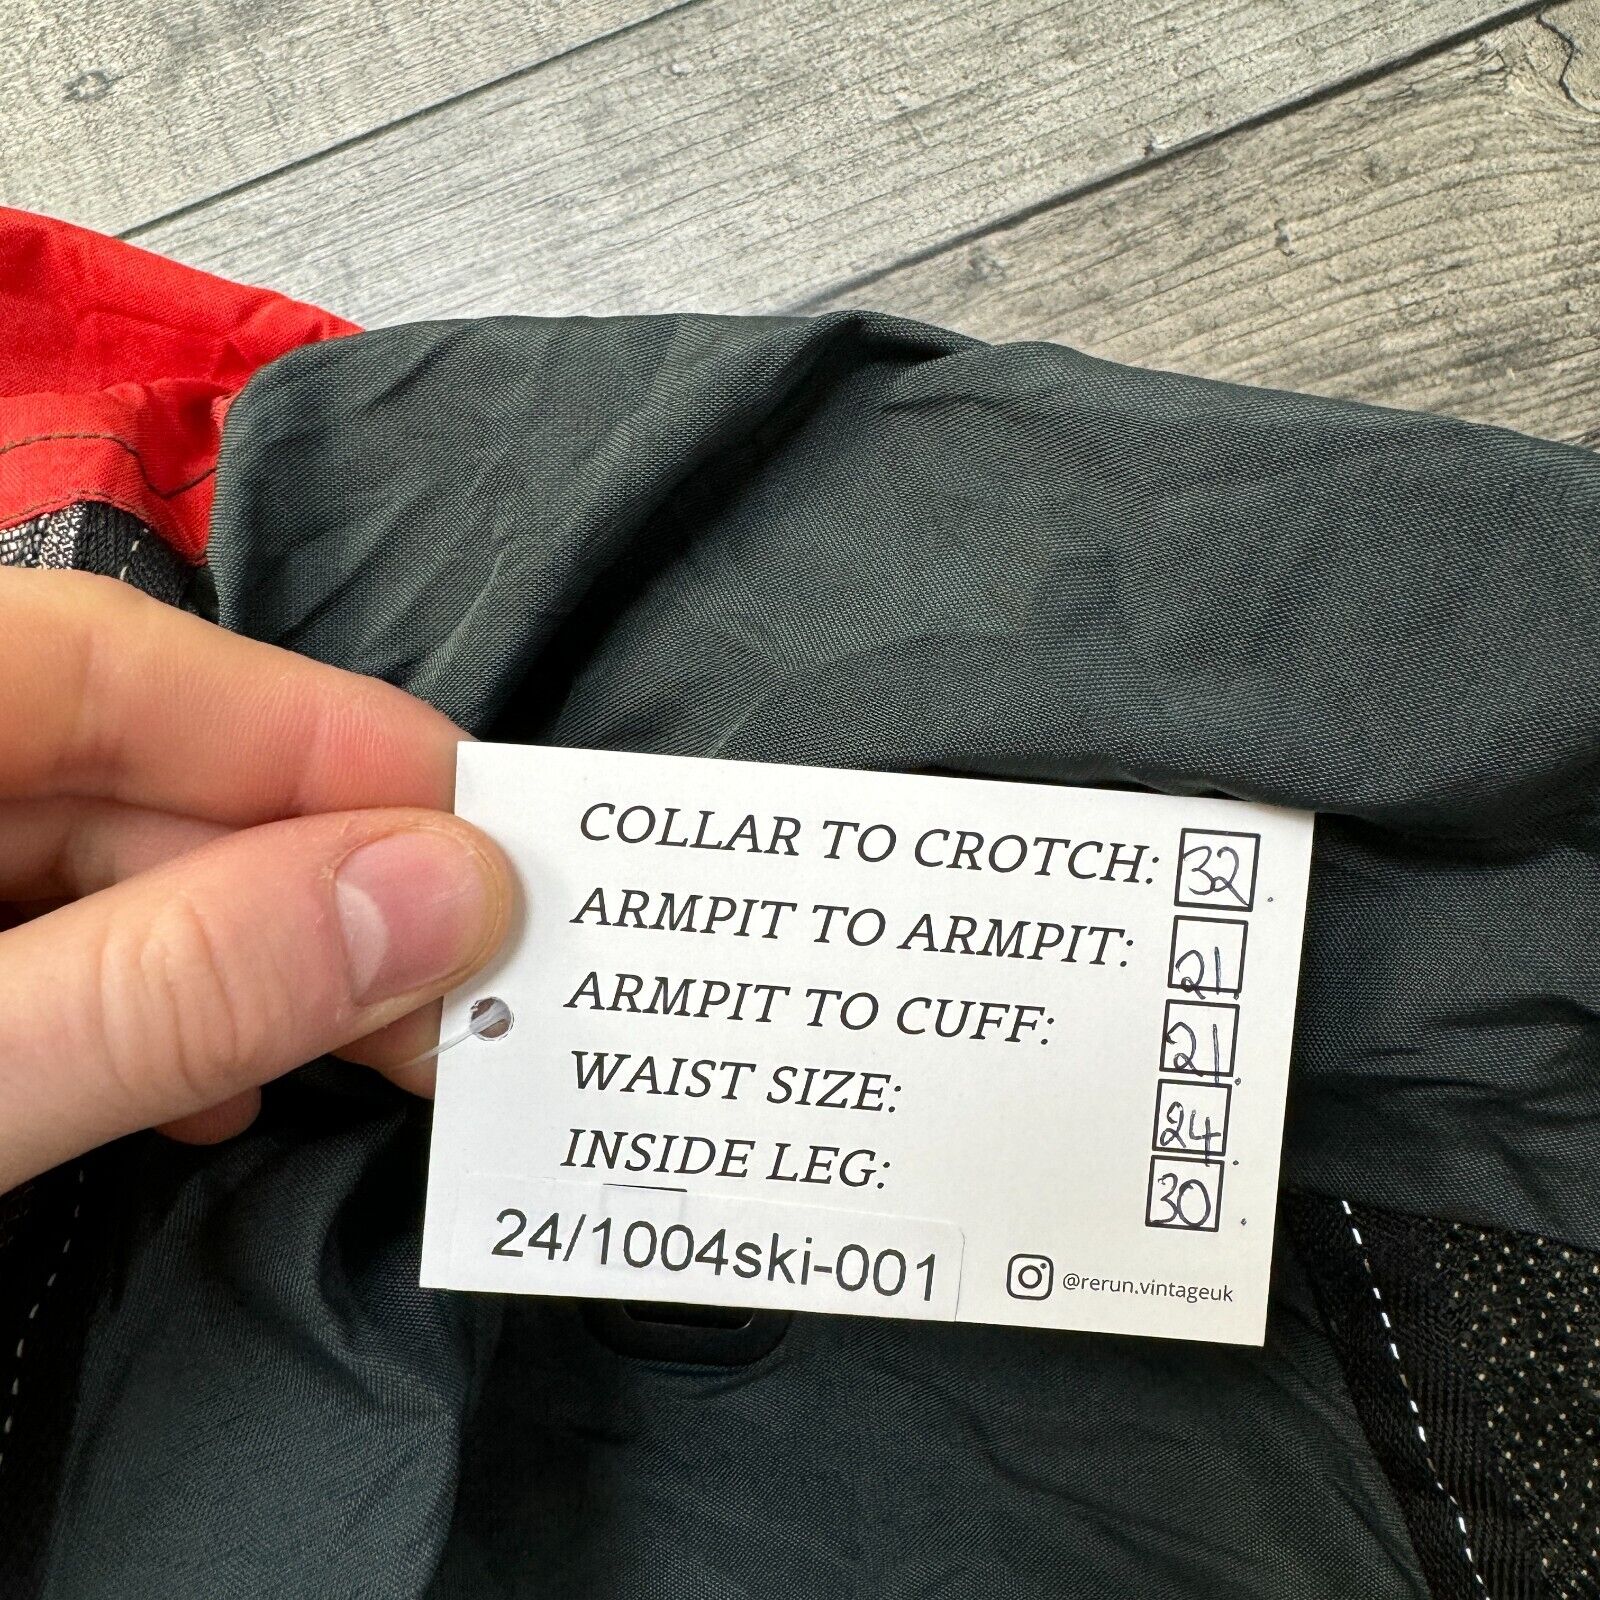 COLLAR TO CROTCH: 32
ARMPIT TO ARMPIT: 21
ARMPIT TO CUFF: 21
WAIST SIZE: 24
INSIDE LEG: 30
24/1004ski-001
@rerun.vintageuk